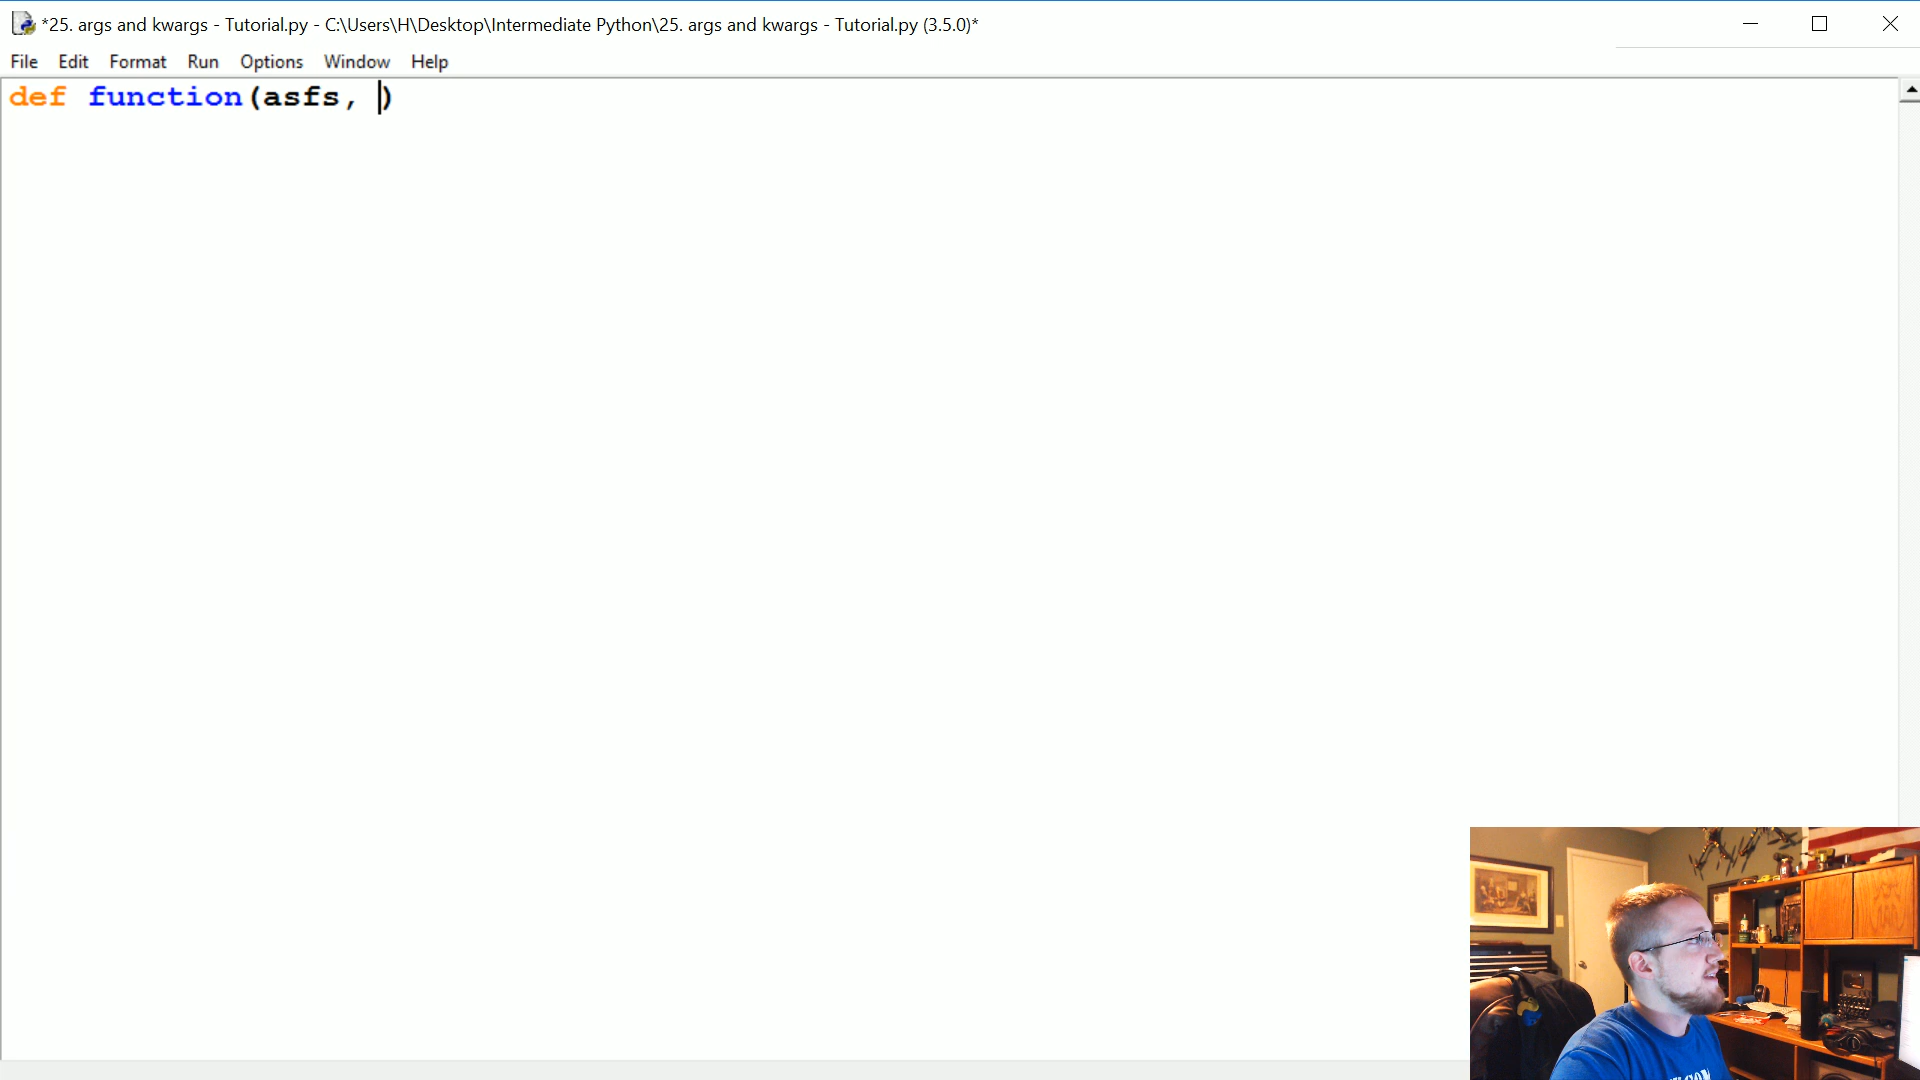 *25. args and kwargs - Tutorial.py - C:\Users\H\Desktop\Intermediate Python\25. args and kwargs - Tutorial.py (3.5.0)*
File Edit Format Run Options Window Help
def function(asfs, )